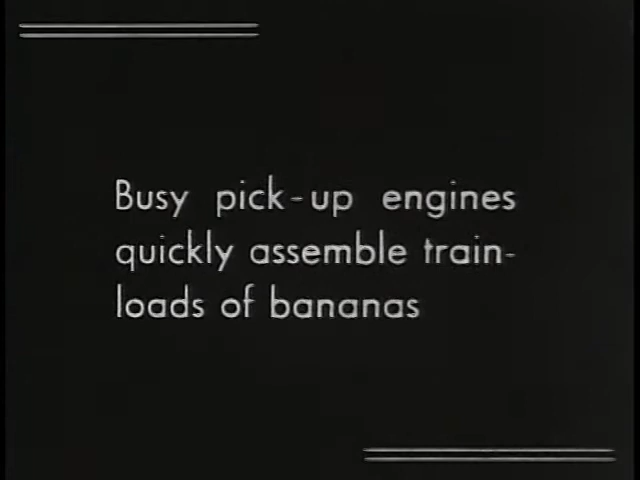 Busy pick-up engines
quickly assemble train-
loads of bananas